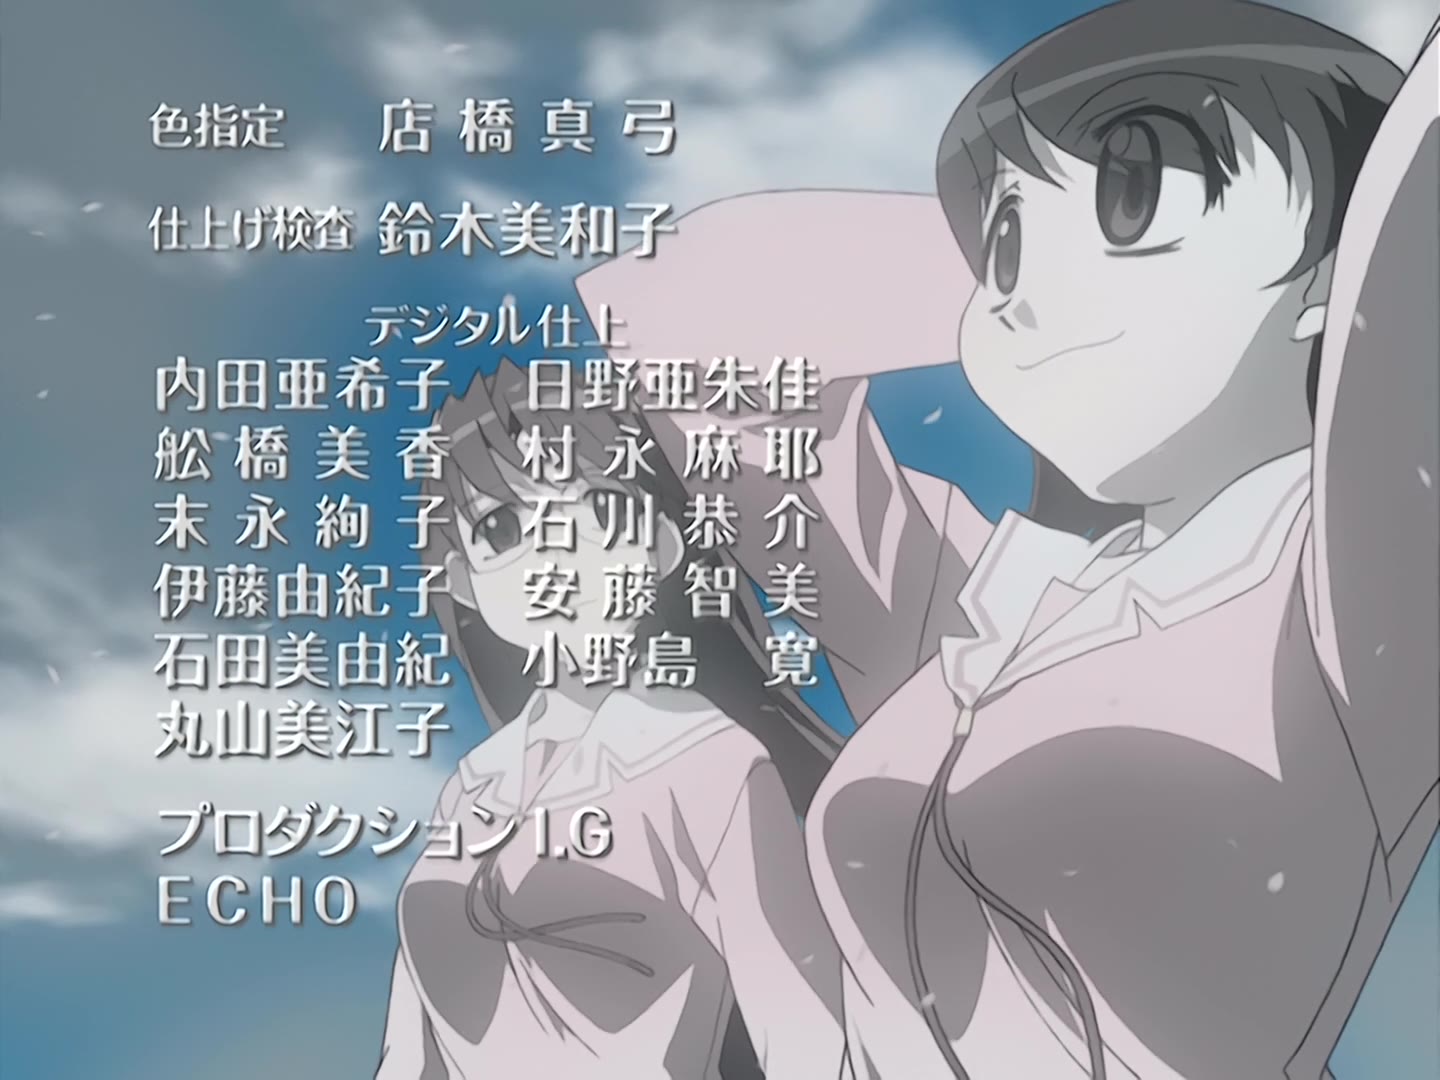 色指定 店橋真弓
仕上げ検査 鈴木美和子
デジタル仕上
内田亜希子 日野亜朱佳
舩橋美香 村永麻耶
末永絢子 石川恭介
伊藤由紀子 安藤智美
石田美由紀 小野島 寛
丸山美江子
プロダクションI.G
ECHO